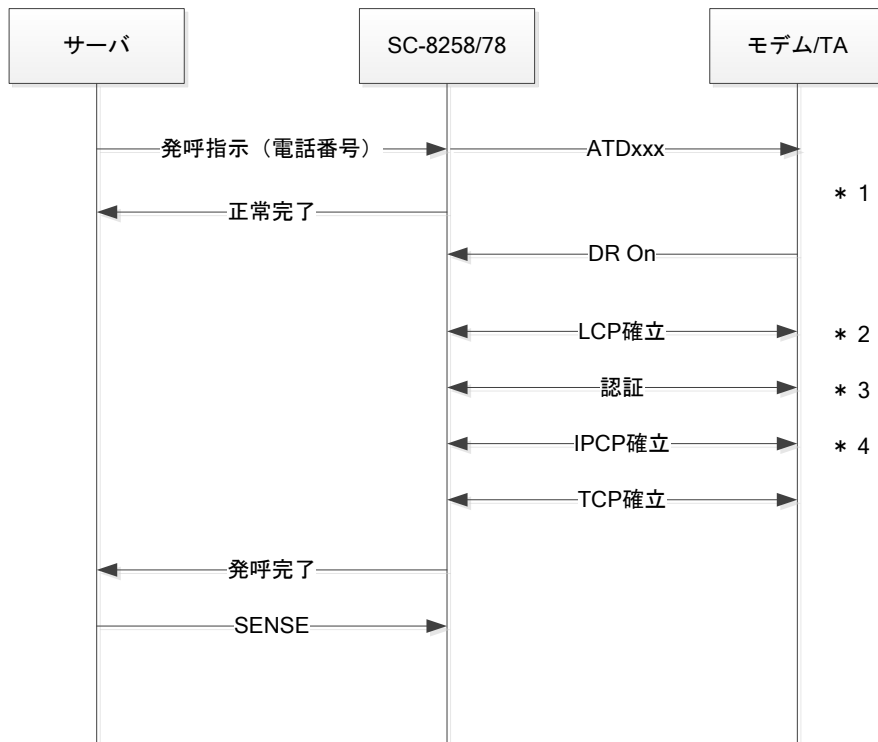 サーバ
SC-8258/78
モデム/TA
発呼指示（電話番号）
ATDxxx
* 1
正常完了
DR On
LCP確立
* 2
認証
* 3
IPCP確立
* 4
TCP確立
発呼完了
SENSE